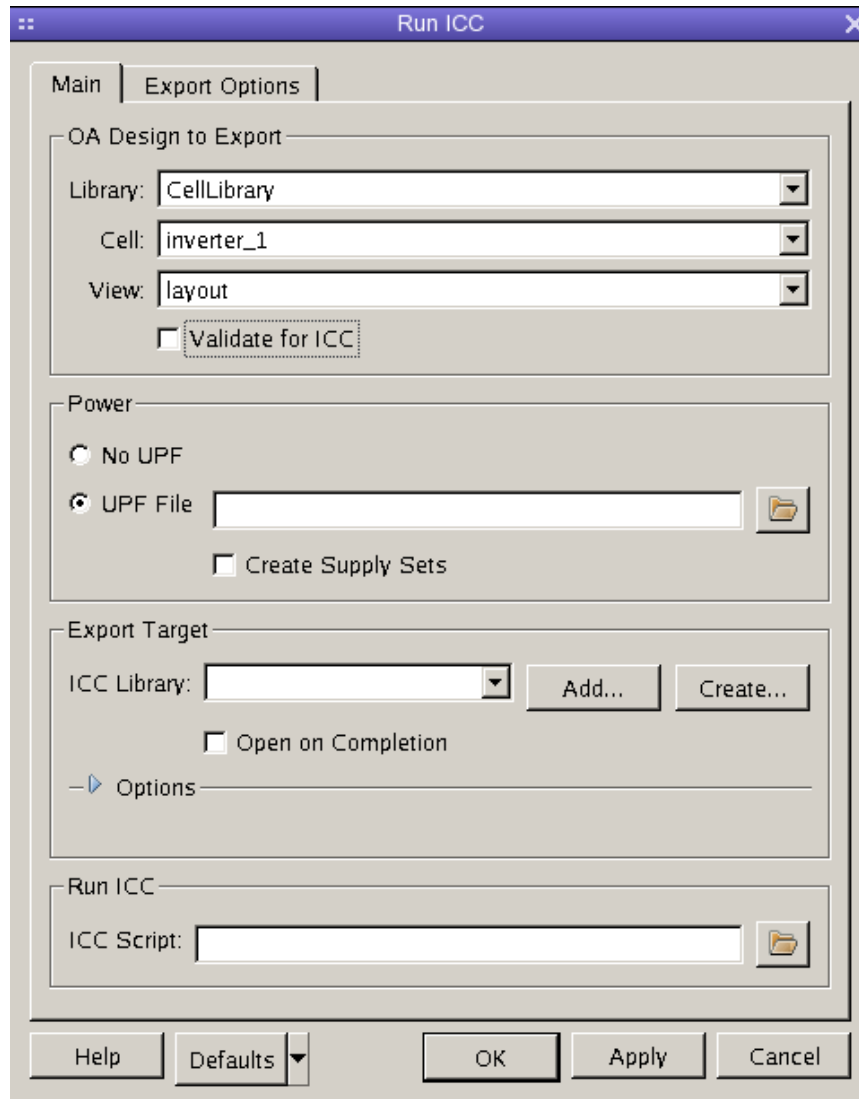 Run ICC
Main Export Options
OA Design to Export
Library: CellLibrary
Cell: inverter_1
View: layout
Validate for ICC
Power
No UPF
UPF File
Create Supply Sets
Export Target
ICC Library: Add... Create...
Open on Completion
Options
Run ICC
ICC Script:
Help Defaults OK Apply Cancel